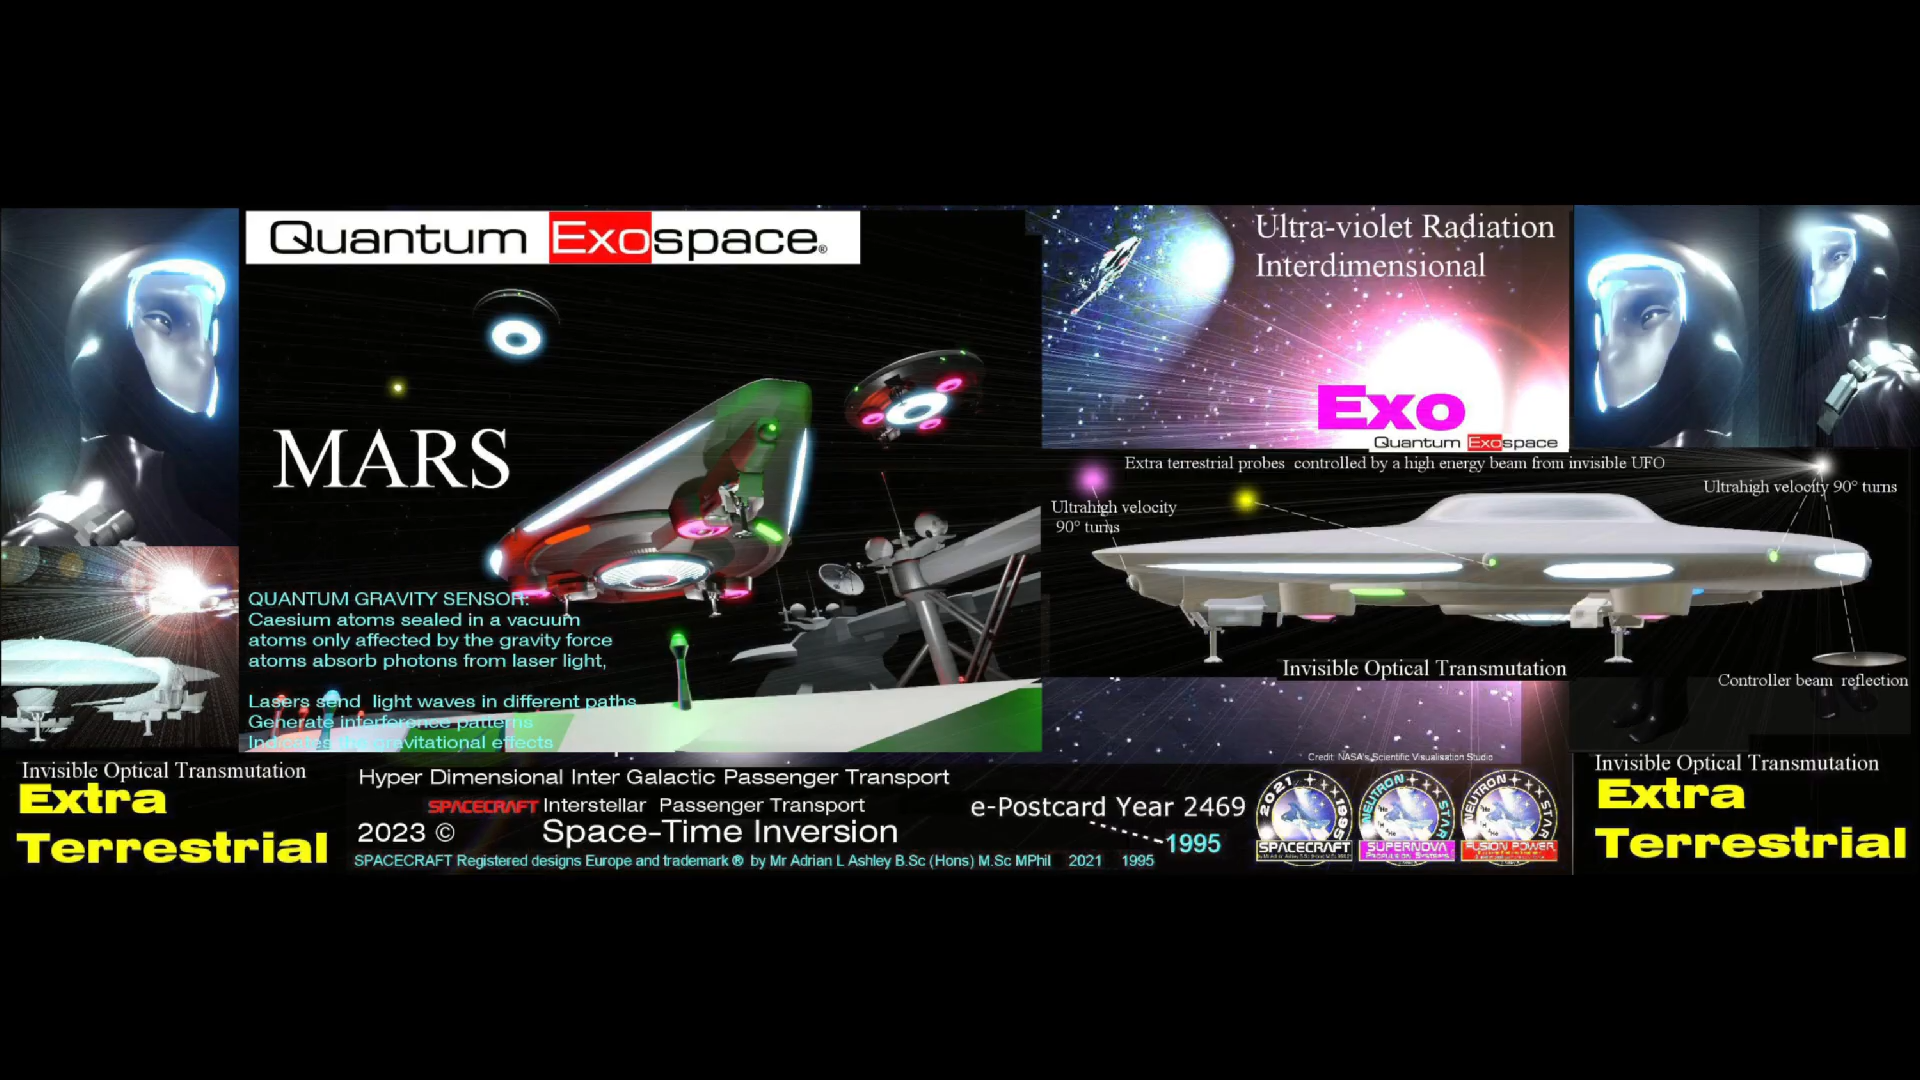 Quantum Exospace®
MARS
QUANTUM GRAVITY SENSOR:
Caesium atoms sealed in a vacuum
atoms only affected by the gravity force
atoms absorb photons from laser light,
Lasers send light waves in different paths
Generate interference patterns
Indicates the gravitational effects
Ultra-violet Radiation
Interdimensional
Exo
Quantum Exospace
Extra terrestrial probes controlled by a high energy beam from invisible UFO
Ultrahigh velocity 90° turns
Ultrahigh velocity
90° turns
Invisible Optical Transmutation
Controller beam reflection
Credit: NASA's Scientific Visualisation Studio
Invisible Optical Transmutation
Extra
Terrestrial
Hyper Dimensional Inter Galactic Passenger Transport
SPACECRAFT Interstellar Passenger Transport
2023 © Space-Time Inversion
SPACECRAFT Registered designs Europe and trademark ® by Mr Adrian L Ashley B.Sc (Hons) M.Sc MPhil 2021 1995
e-Postcard Year 2469
1995
2021 1995
SPACECRAFT
NEUTRON STAR
SUPERNOVA
PROPULSION SYSTEMS
NEUTRON STAR
FUSION POWER
Invisible Optical Transmutation
Extra
Terrestrial